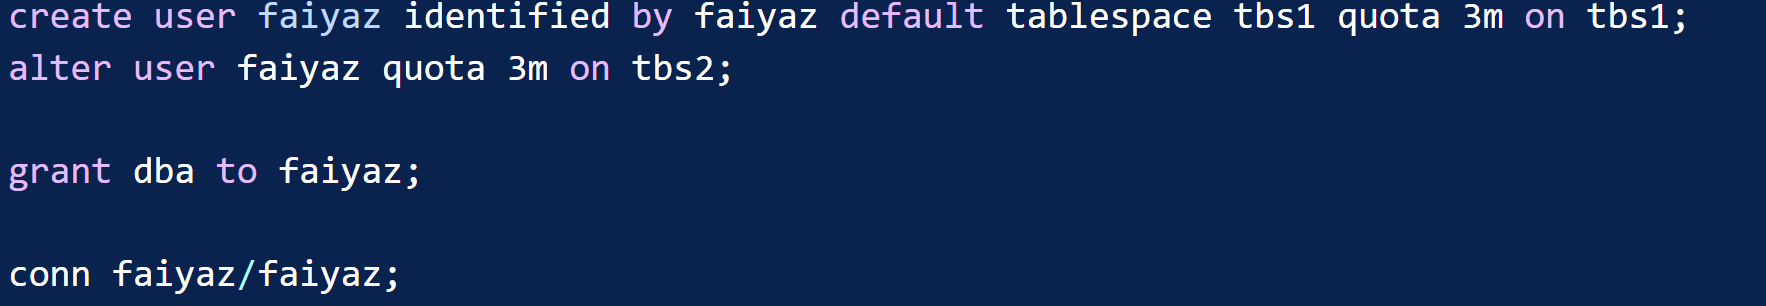 create user faiyaz identified by faiyaz default tablespace tbs1 quota 3m on tbs1;
alter user faiyaz quota 3m on tbs2;
grant dba to faiyaz;
conn faiyaz/faiyaz;